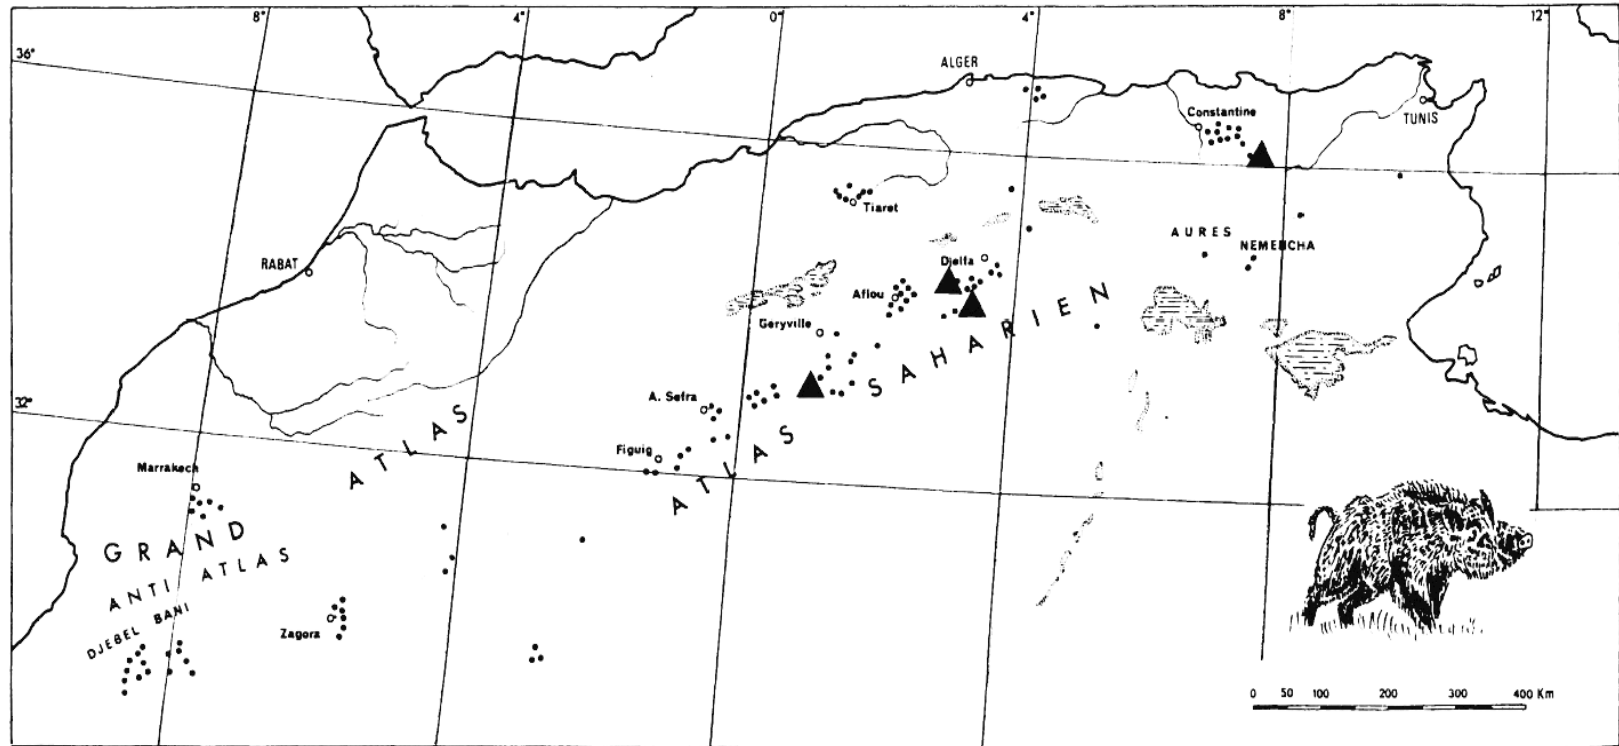 8° 4° 0° 4° 8° 12°
36°
ALGER
Constantine
TUNIS
Tiaret
AURES
NEMENCHA
RABAT
Djelfa
Aflou
Geryville
SAHARIEN
A. Sefra
32°
ATLAS
Figuig
ATLAS
Marrakech
GRAND
ANTI ATLAS
DJEBEL BANI
Zagora
0 50 100 200 300 400 Km